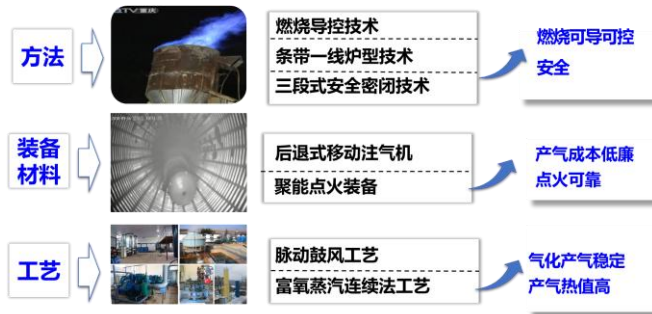 方法
燃烧导控技术
条带一线炉型技术
三段式安全密闭技术
燃烧可导可控
安全
装备
材料
后退式移动注气机
聚能点火装备
产气成本低廉
点火可靠
工艺
脉动鼓风工艺
富氧蒸汽连续法工艺
气化产气稳定
产气热值高